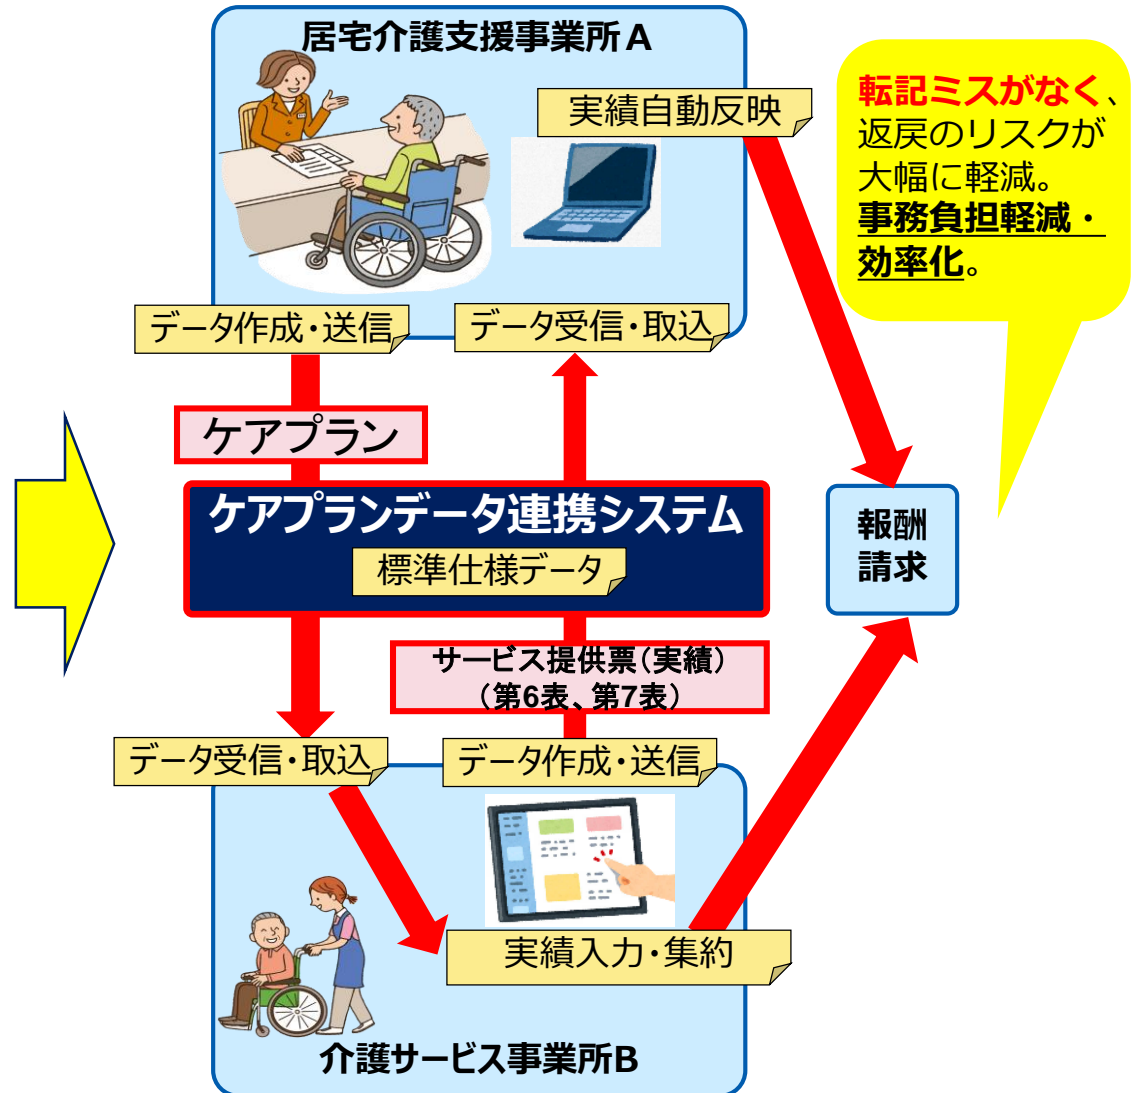 居宅介護支援事業所A
実績自動反映
転記ミスがなく、
返戻のリスクが
大幅に軽減。
事務負担軽減・
効率化。
データ作成・送信
データ受信・取込
ケアプラン
ケアプランデータ連携システム
標準仕様データ
報酬
請求
サービス提供票（実績）
（第6表、第7表）
データ受信・取込
データ作成・送信
実績入力・集約
介護サービス事業所B